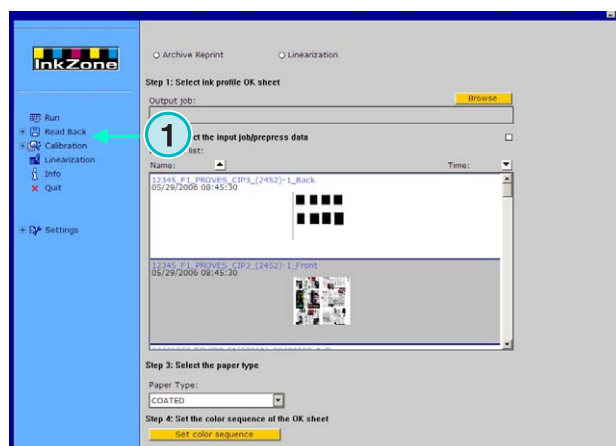 InkZone
Run
Read Back
Calibration
Linearization
Info
Quit
Settings
Archive Reprint
Linearization
Step 1: Select ink profile OK sheet
Output job:
Browse
1
ct the input job/prepress data
list:
Name:
Time:
12345_F1_PROVES_CIP3_(2452)-1_Back
05/29/2006 08:45:30
12345_F1_PROVES_CIP3_(2452)-1_Front
05/29/2006 08:45:30
Step 3: Select the paper type
Paper Type:
COATED
Step 4: Set the color sequence of the OK sheet
Set color sequence